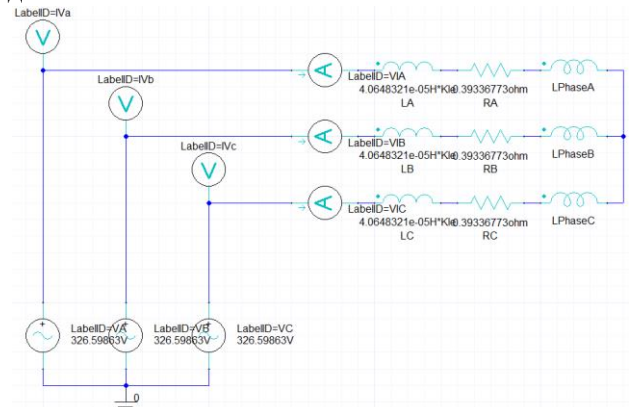 LabelID=IVa
V
LabelID=IVb
V
LabelID=IVc
V
A
LabelID=VIA
4.0648321e-05H*Kle
0.39336773ohm
LA
RA
LPhaseA
A
LabelID=VIB
4.0648321e-05H*Kle
0.39336773ohm
LB
RB
LPhaseB
A
LabelID=VIC
4.0648321e-05H*Kle
0.39336773ohm
LC
RC
LPhaseC
+
LabelID=VA
326.59863V
+
LabelID=VB
326.59863V
+
LabelID=VC
326.59863V
0